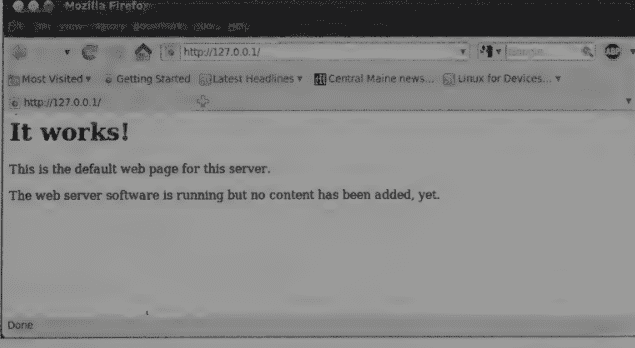 Mozilla Firefox
http://127.0.0.1/
Most Visited Getting Started Latest Headlines Central Maine news... Linux for Devices...
http://127.0.0.1/
It works!
This is the default web page for this server.
The web server software is running but no content has been added, yet.
Done